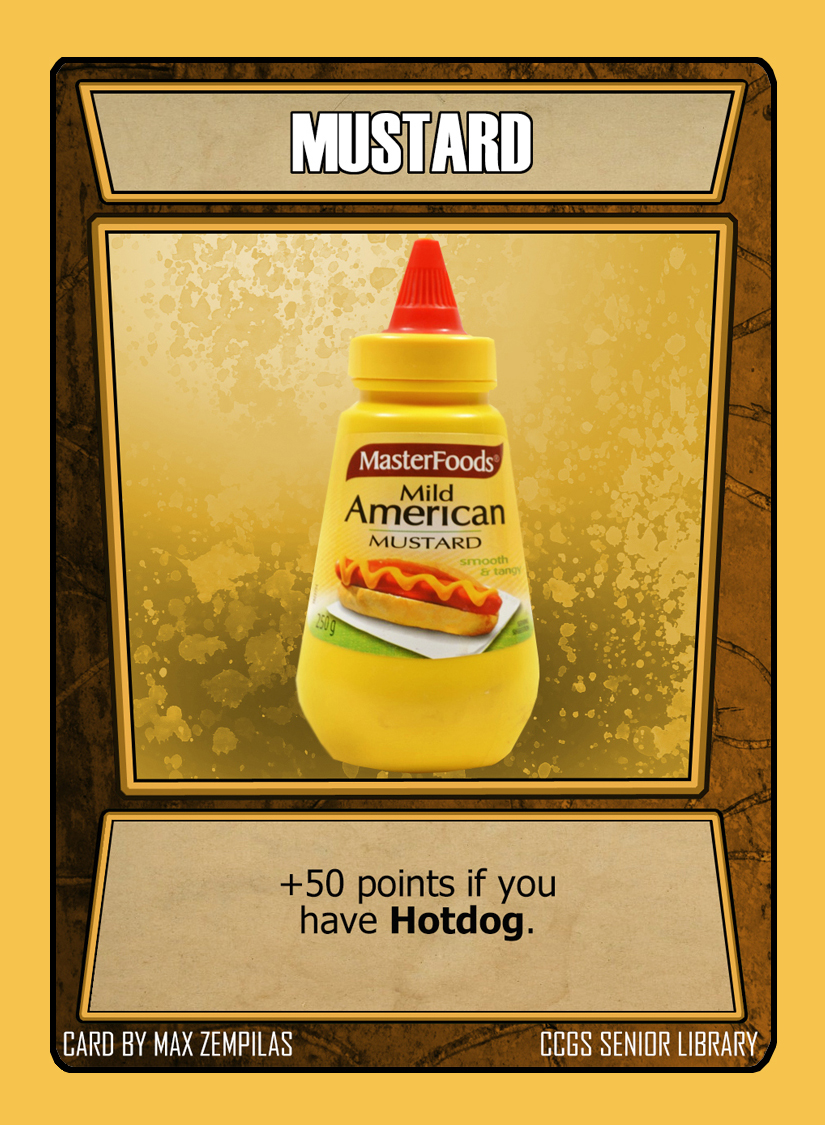 MUSTARD
MasterFoods®
Mild
American
MUSTARD
smooth
& tangy
250g
+50 points if you
have Hotdog.
CARD BY MAX ZEMPILAS
CCGS SENIOR LIBRARY